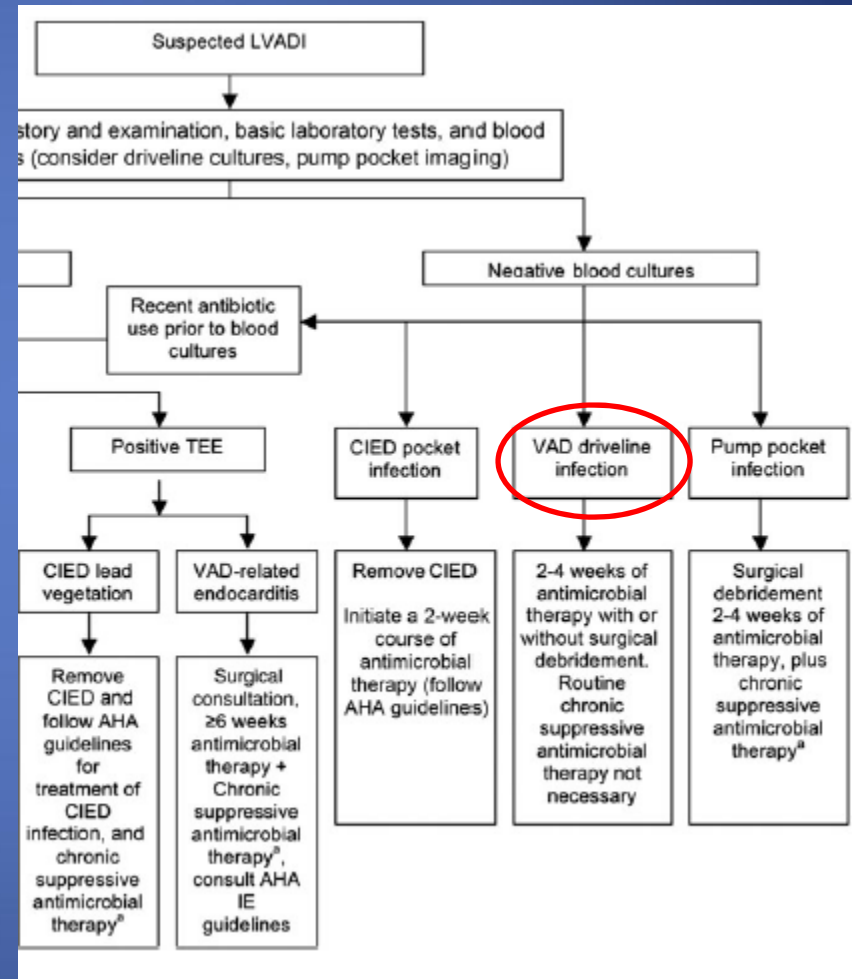 Suspected LVADI
story and examination, basic laboratory tests, and blood
s (consider driveline cultures, pump pocket imaging)
Negative blood cultures
Recent antibiotic
use prior to blood
cultures
Positive TEE
CIED pocket
infection
VAD driveline
infection
Pump pocket
infection
CIED lead
vegetation
VAD-related
endocarditis
Remove CIED
Initiate a 2-week
course of
antimicrobial
therapy (follow
AHA guidelines)
2-4 weeks of
antimicrobial
therapy with or
without surgical
debridement.
Routine
chronic
suppressive
antimicrobial
therapy not
necessary
Surgical
debridement
2-4 weeks of
antimicrobial
therapy, plus
chronic
suppressive
antimicrobial
therapyª
Remove
CIED and
follow AHA
guidelines
for
treatment of
CIED
infection, and
chronic
suppressive
antimicrobial
therapyª
Surgical
consultation,
≥6 weeks
antimicrobial
therapy +
Chronic
suppressive
antimicrobial
therapyª,
consult AHA
IE
guidelines